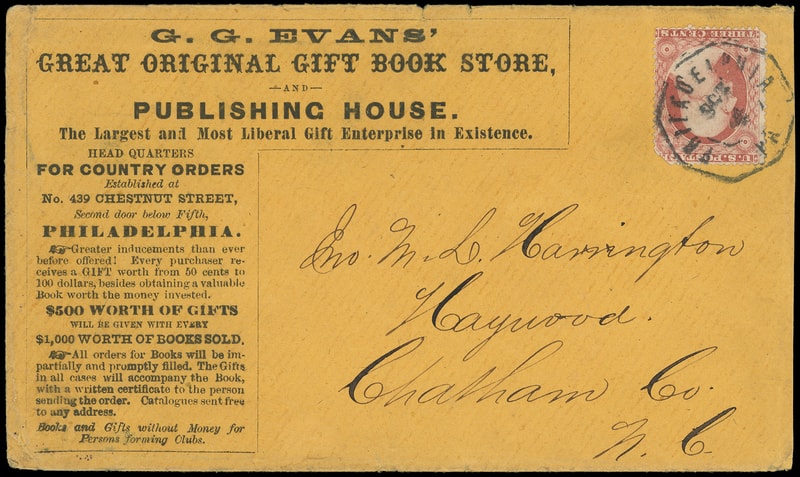 G. G. EVANS'
GREAT ORIGINAL GIFT BOOK STORE,
—AND—
PUBLISHING HOUSE.
The Largest and Most Liberal Gift Enterprise in Existence.
HEAD QUARTERS
FOR COUNTRY ORDERS
Established at
No. 439 CHESTNUT STREET,
Second door below Fifth,
PHILADELPHIA.
☞Greater inducements than ever
before offered! Every purchaser re-
ceives a GIFT worth from 50 cents to
100 dollars, besides obtaining a valuable
Book worth the money invested.
$500 WORTH OF GIFTS
WILL BE GIVEN WITH EVERY
$1,000 WORTH OF BOOKS SOLD.
☞All orders for Books will be im-
partially and promptly filled. The Gifts
in all cases will accompany the Book,
with a written certificate to the person
sending the order. Catalogues sent free
to any address.
Books and Gifts without Money for
Persons forming Clubs.
THREE CENTS
U.S. POST
PHILADELPHIA
PA
Jno. M. L. Harrington
Haywood.
Chatham Co.
N. C.